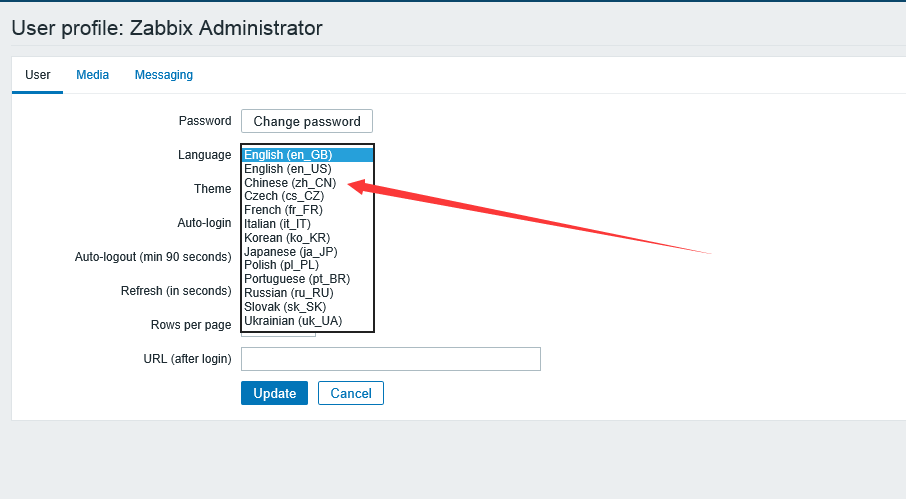 User profile: Zabbix Administrator
User Media Messaging
Password Change password
Language English (en_GB)
English (en_US)
Theme Chinese (zh_CN)
Czech (cs_CZ)
French (fr_FR)
Auto-login Italian (it_IT)
Korean (ko_KR)
Auto-logout (min 90 seconds) Japanese (ja_JP)
Polish (pl_PL)
Portuguese (pt_BR)
Refresh (in seconds) Russian (ru_RU)
Slovak (sk_SK)
Rows per page Ukrainian (uk_UA)
URL (after login)
Update Cancel